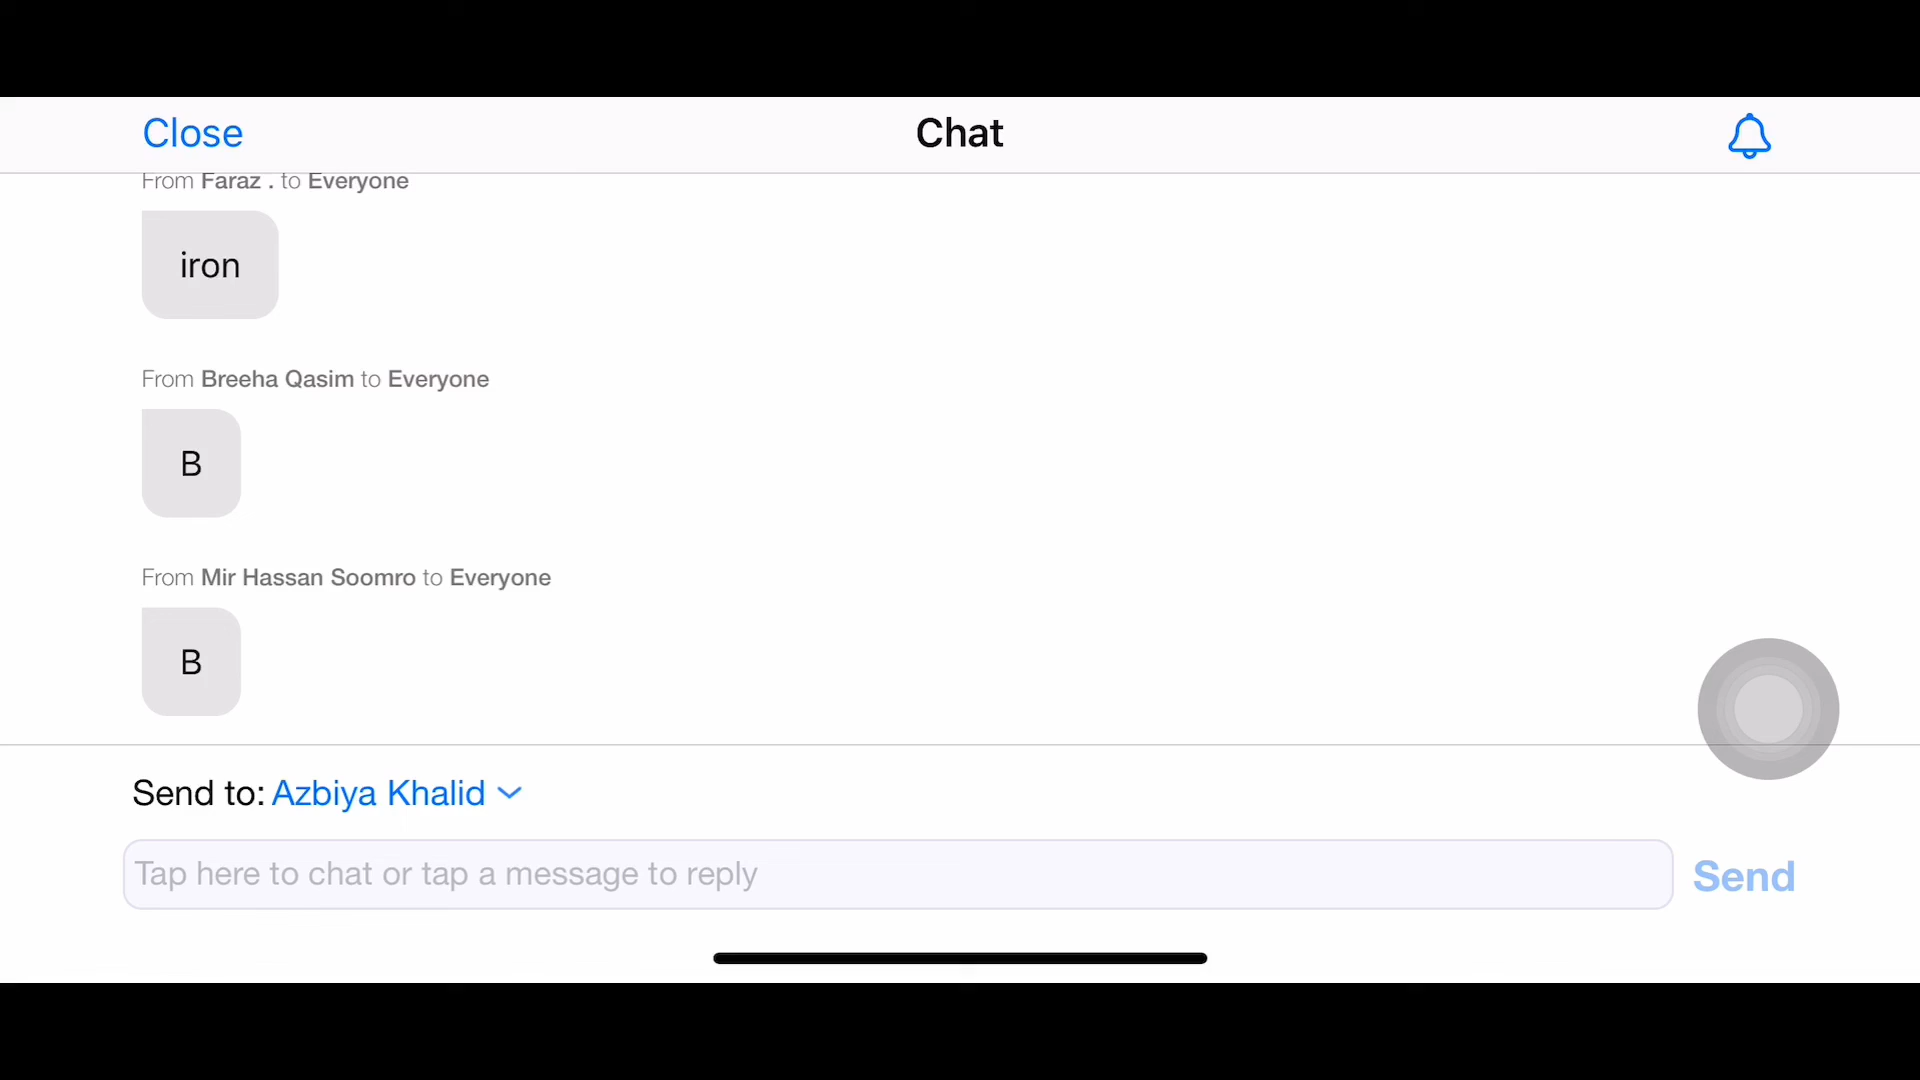 Close
Chat
From Faraz . to Everyone
iron
From Breeha Qasim to Everyone
B
From Mir Hassan Soomro to Everyone
B
Send to: Azbiya Khalid
Tap here to chat or tap a message to reply
Send